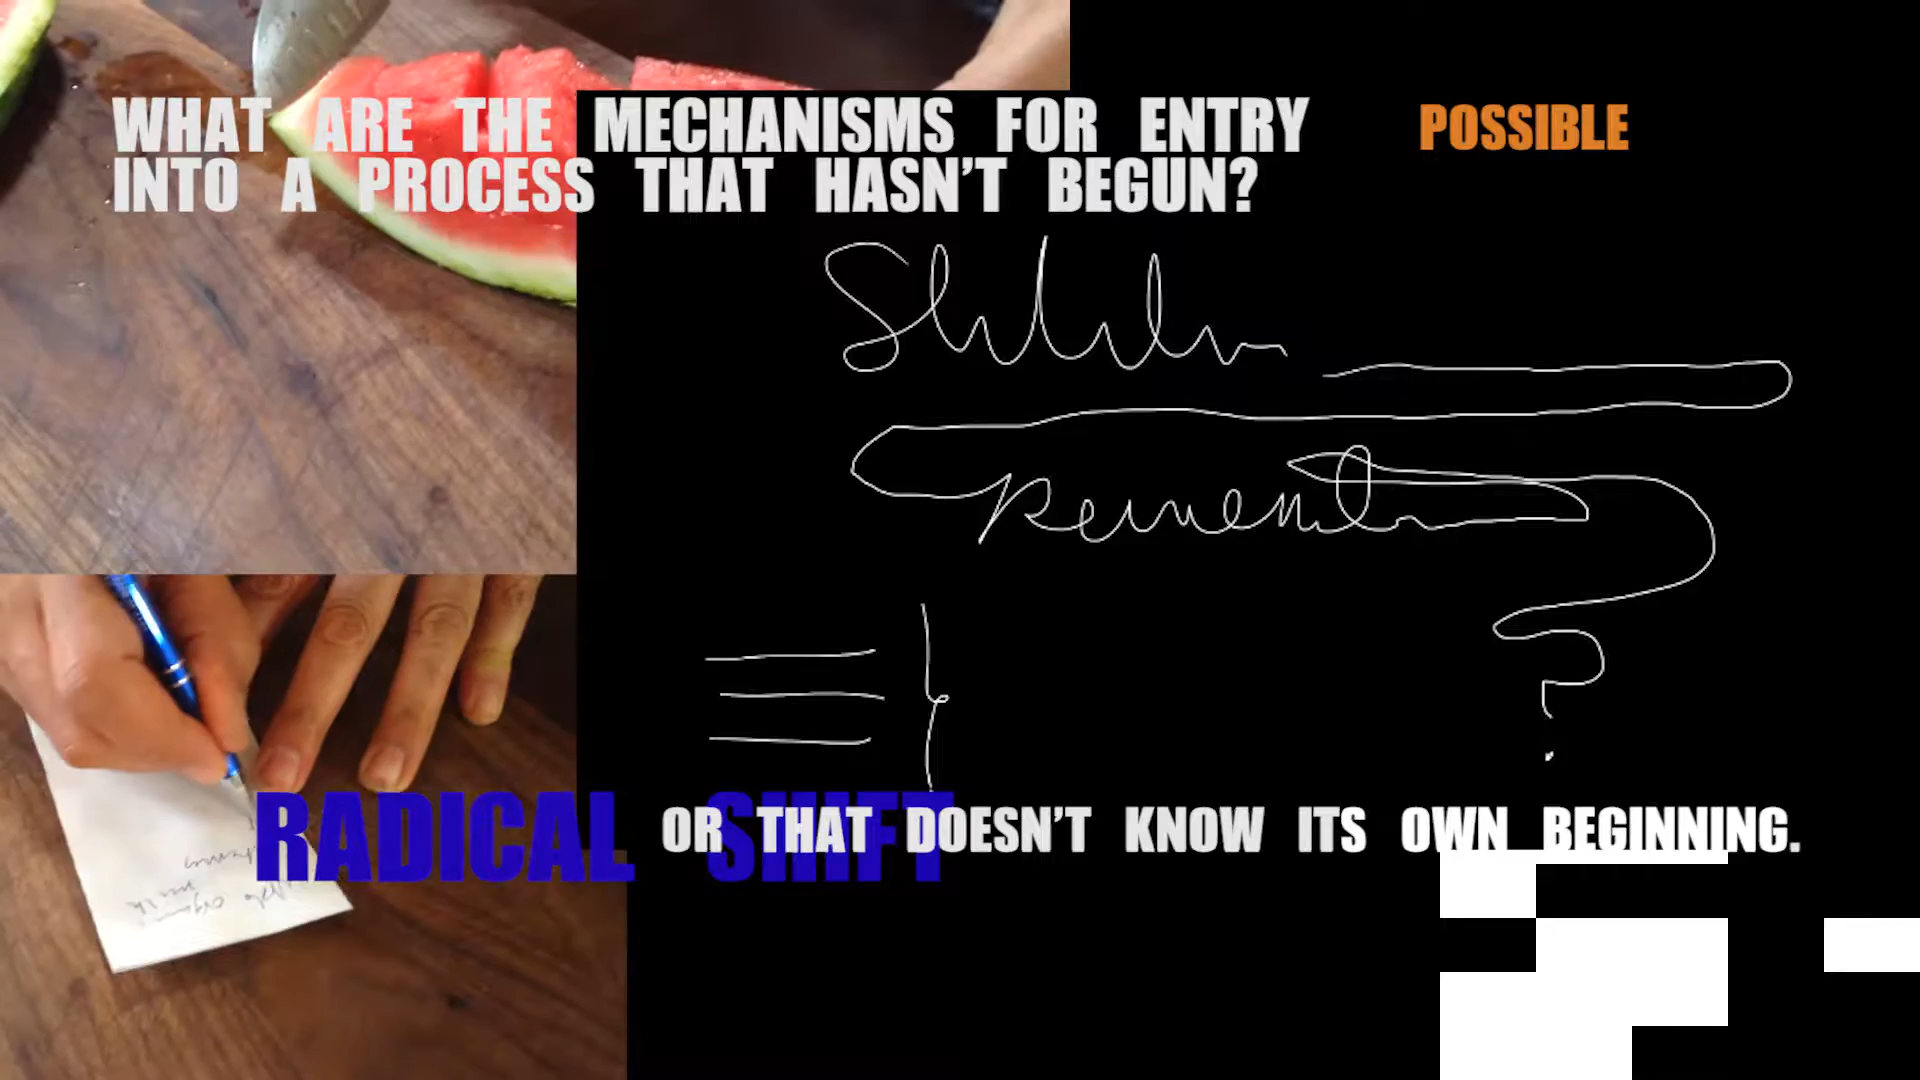 WHAT ARE THE MECHANISMS FOR ENTRY
INTO A PROCESS THAT HASN'T BEGUN?
POSSIBLE
?
RADICAL SHIFT
OR THAT DOESN'T KNOW ITS OWN BEGINNING.